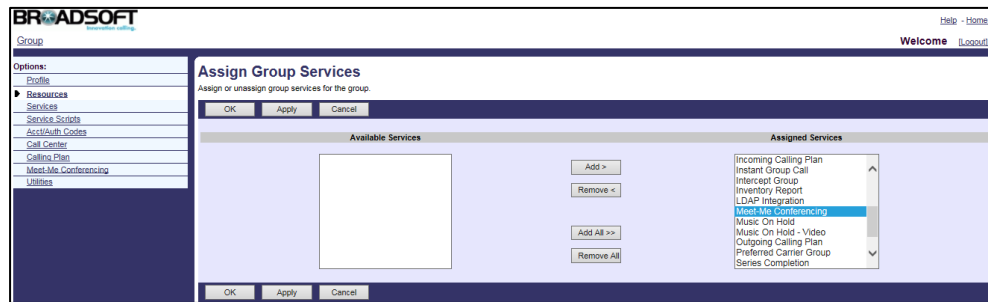 BROADSOFT
innovation calling.
Help - Home
Group
Welcome [Logout]
Options:
Profile
Resources
Services
Service Scripts
Acct/Auth Codes
Call Center
Calling Plan
Meet-Me Conferencing
Utilities
Assign Group Services
Assign or unassign group services for the group.
OK Apply Cancel
Available Services
Assigned Services
Add >
Remove <
Add All >>
Remove All
Incoming Calling Plan
Instant Group Call
Intercept Group
Inventory Report
LDAP Integration
Meet-Me Conferencing
Music On Hold
Music On Hold - Video
Outgoing Calling Plan
Preferred Carrier Group
Series Completion
OK Apply Cancel